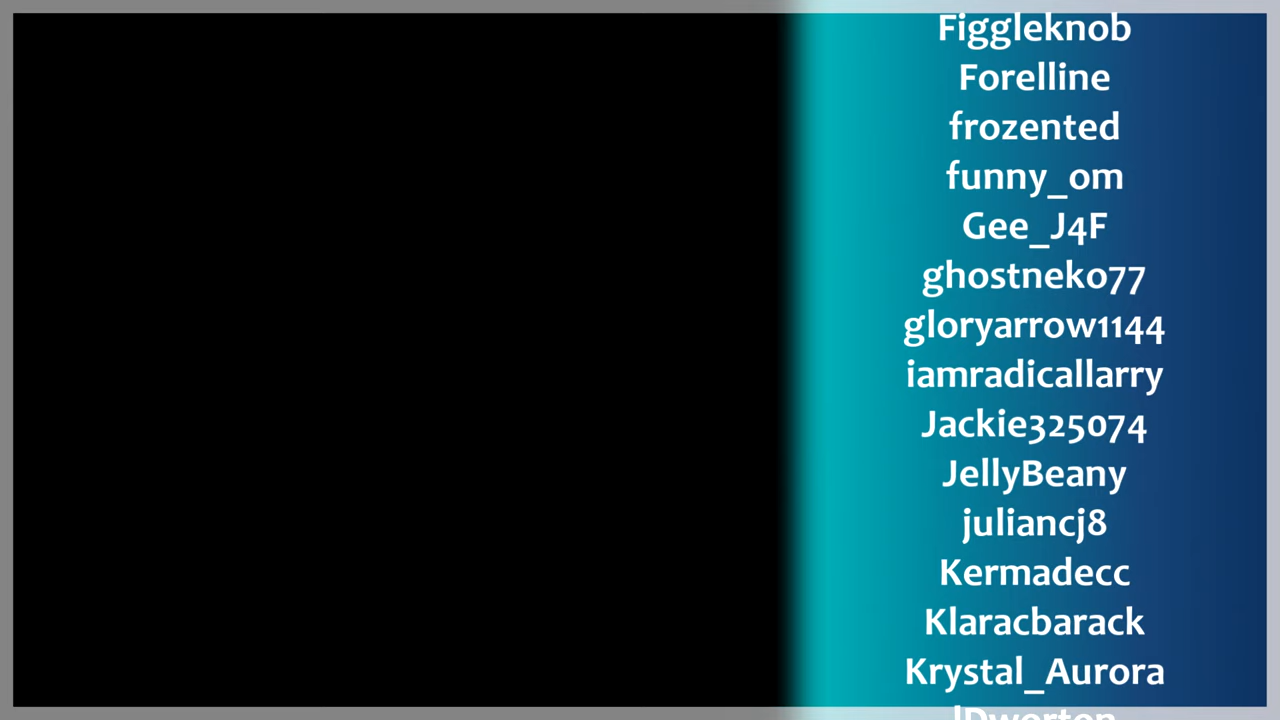 Figgleknob
Forelline
frozented
funny_om
Gee_J4F
ghostneko77
gloryarrow1144
iamradicallarry
Jackie325074
JellyBeany
juliancj8
Kermadecc
Klaracbarack
Krystal_Aurora